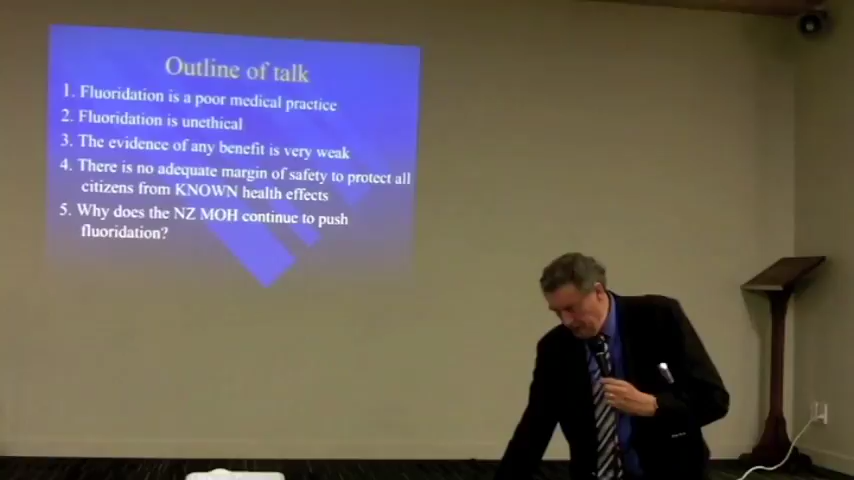 Outline of talk
1. Fluoridation is a poor medical practice
2. Fluoridation is unethical
3. The evidence of any benefit is very weak
4. There is no adequate margin of safety to protect all
citizens from KNOWN health effects
5. Why does the NZ MOH continue to push
fluoridation?